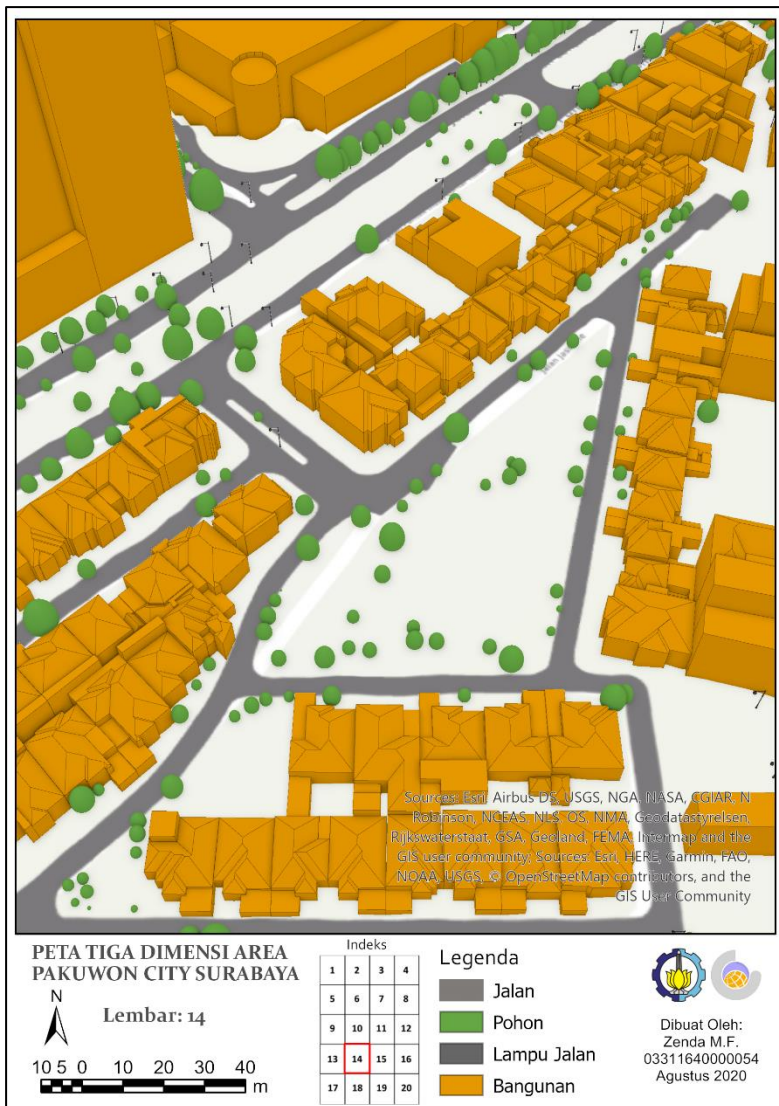 Jalan Jasmine
Sources: Esri, Airbus DS, USGS, NGA, NASA, CGIAR, N
Robinson, NCEAS, NLS, OS, NMA, Geodatastyrelsen,
Rijkswaterstaat, GSA, Geoland, FEMA, Intermap and the
GIS user community, Sources: Esri, HERE, Garmin, FAO,
NOAA, USGS, © OpenStreetMap contributors, and the
GIS User Community
PETA TIGA DIMENSI AREA
PAKUWON CITY SURABAYA
N
Lembar: 14
10 5 0 10 20 30 40
m
Indeks
1 2 3 4
5 6 7 8
9 10 11 12
13 14 15 16
17 18 19 20
Legenda
Jalan
Pohon
Lampu Jalan
Bangunan
Dibuat Oleh:
Zenda M.F.
03311640000054
Agustus 2020